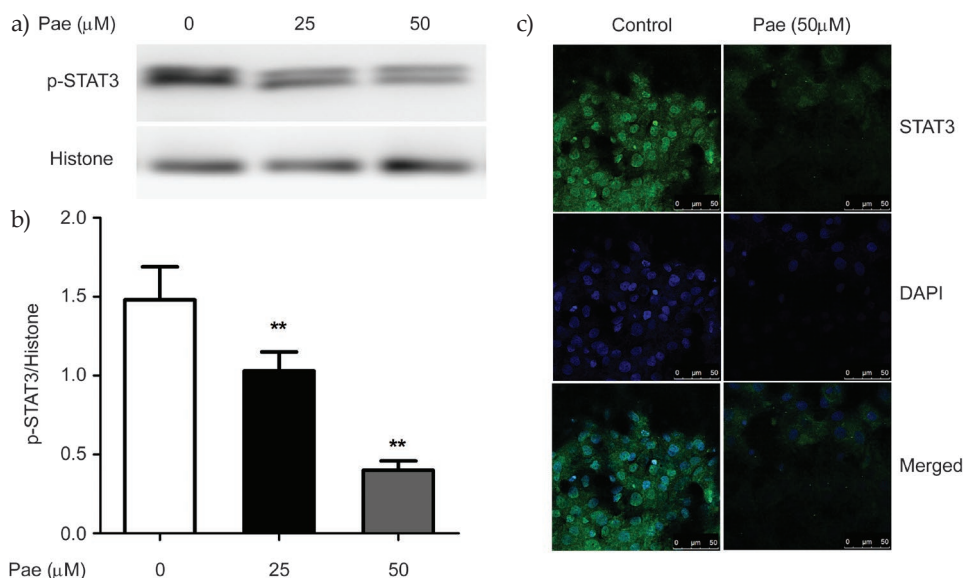 a)
Pae (μM) 0 25 50
p-STAT3
Histone
b)
p-STAT3/Histone
2.0
1.5
1.0
0.5
0.0
**
**
Pae (μM) 0 25 50
c)
Control Pae (50μM)
STAT3
0 μm 50
0 μm 50
DAPI
0 μm 50
0 μm 50
Merged
0 μm 50
0 μm 50